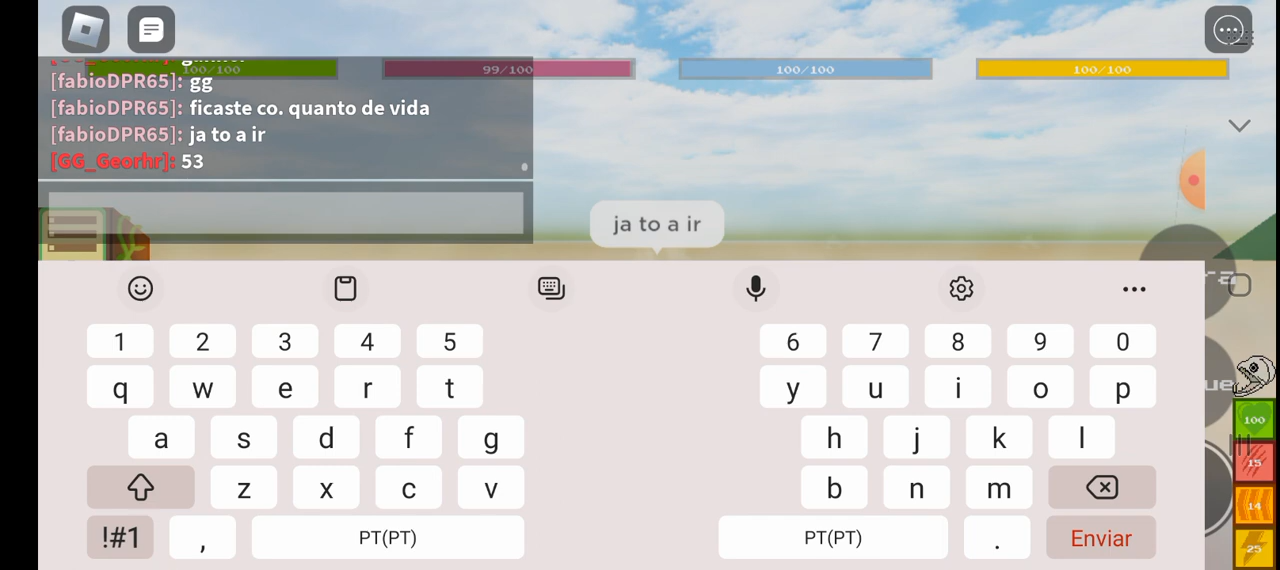 100/100
99/100
100/100
100/100
[fabioDPR65]: gg
[fabioDPR65]: ficaste co. quanto de vida
[fabioDPR65]: ja to a ir
[GG_Georhr]: 53
ja to a ir
1 2 3 4 5 6 7 8 9 0
q w e r t y u i o p
a s d f g h j k l
z x c v b n m
!#1 , PT(PT) PT(PT) . Enviar
100
15
14
25